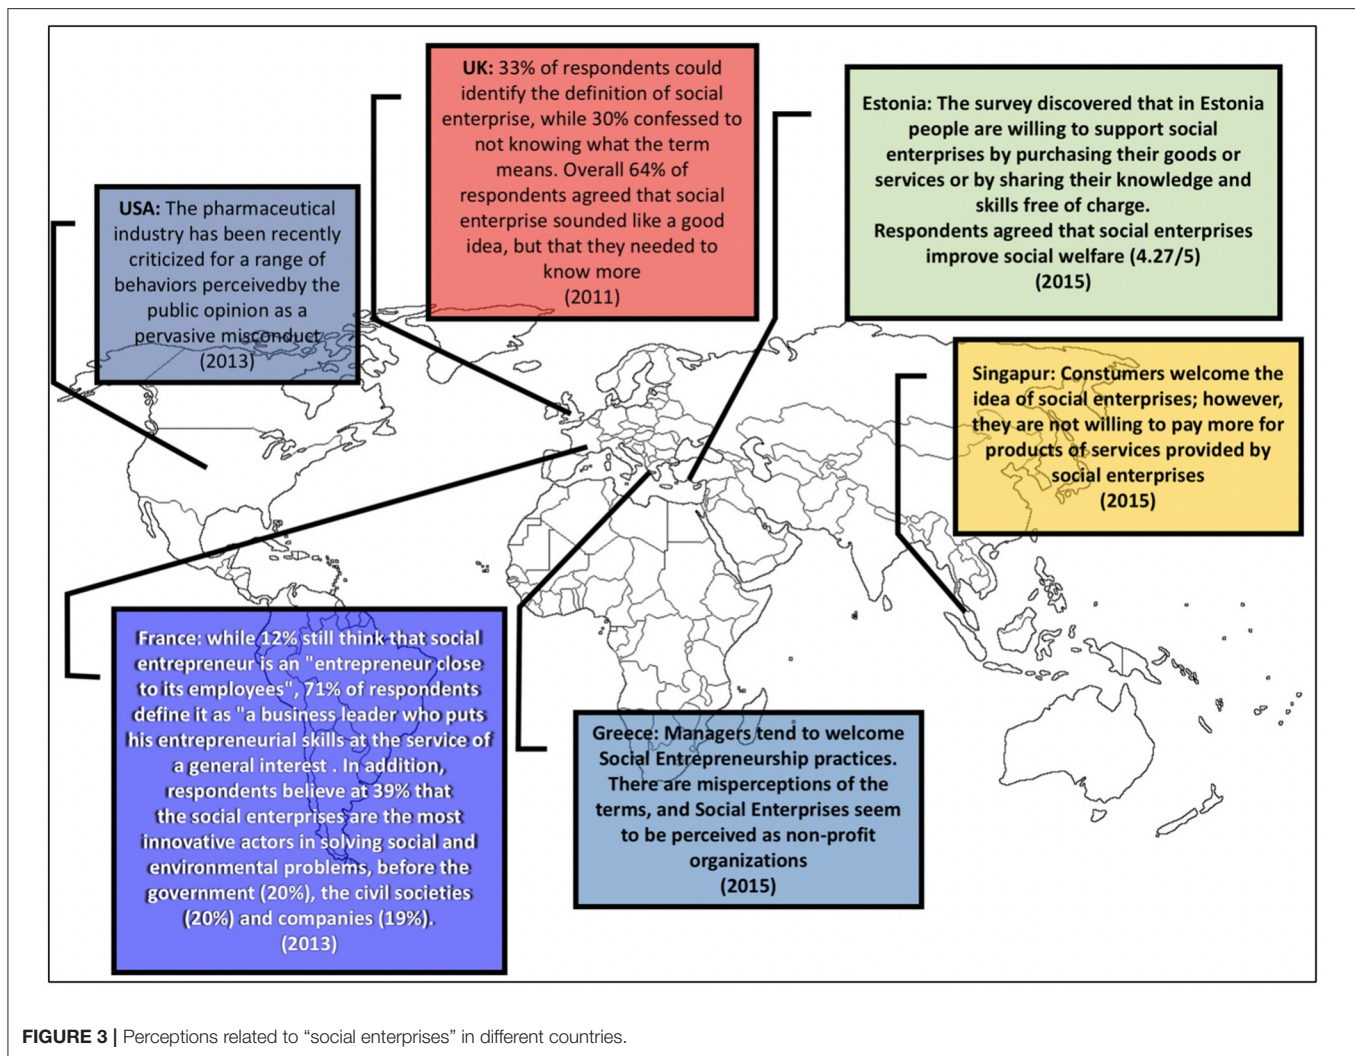 UK: 33% of respondents could
identify the definition of social
enterprise, while 30% confessed to
not knowing what the term
means. Overall 64% of
respondents agreed that social
enterprise sounded like a good
idea, but that they needed to
know more
(2011)
Estonia: The survey discovered that in Estonia
people are willing to support social
enterprises by purchasing their goods or
services or by sharing their knowledge and
skills free of charge.
Respondents agreed that social enterprises
improve social welfare (4.27/5)
(2015)
USA: The pharmaceutical
industry has been recently
criticized for a range of
behaviors perceivedby the
public opinion as a
pervasive misconduct
(2013)
Singapur: Constumers welcome the
idea of social enterprises; however,
they are not willing to pay more for
products of services provided by
social enterprises
(2015)
France: while 12% still think that social
entrepreneur is an "entrepreneur close
to its employees", 71% of respondents
define it as "a business leader who puts
his entrepreneurial skills at the service of
a general interest . In addition,
respondents believe at 39% that
the social enterprises are the most
innovative actors in solving social and
environmental problems, before the
government (20%), the civil societies
(20%) and companies (19%).
(2013)
Greece: Managers tend to welcome
Social Entrepreneurship practices.
There are misperceptions of the
terms, and Social Enterprises seem
to be perceived as non-profit
organizations
(2015)
FIGURE 3 | Perceptions related to “social enterprises” in different countries.